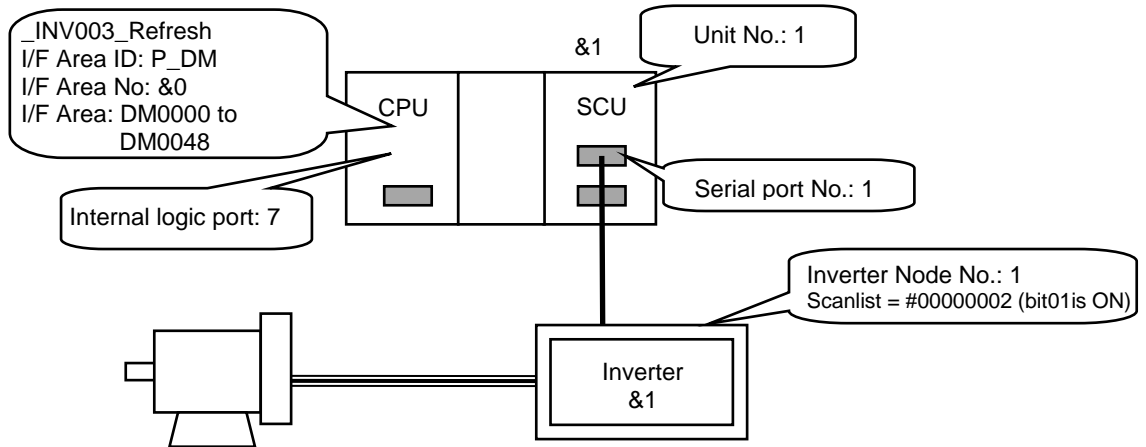 _INV003_Refresh
I/F Area ID: P_DM
I/F Area No: &0
I/F Area: DM0000 to
DM0048
&1
Unit No.: 1
CPU
SCU
Internal logic port: 7
Serial port No.: 1
Inverter Node No.: 1
Scanlist = #00000002 (bit01is ON)
Inverter
&1